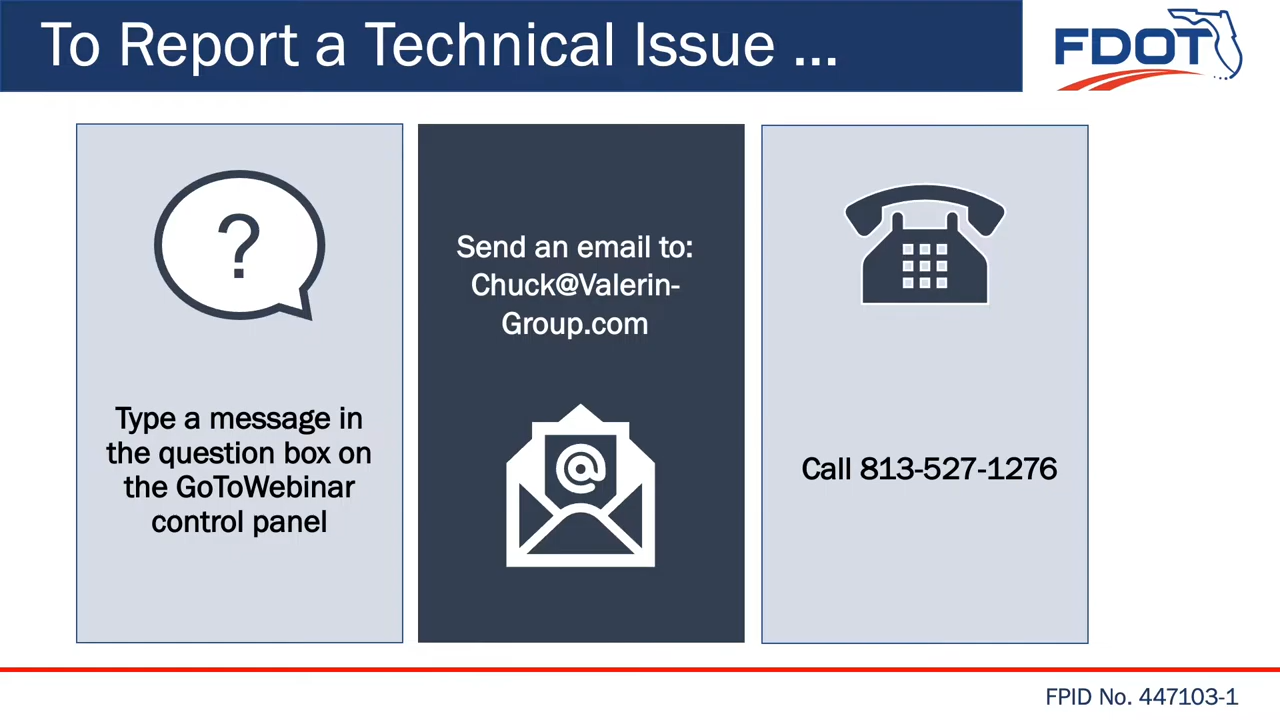 To Report a Technical Issue ...
FDOT
?
Type a message in
the question box on
the GoToWebinar
control panel
Send an email to:
Chuck@Valerin-
Group.com
@
Call 813-527-1276
FPID No. 447103-1